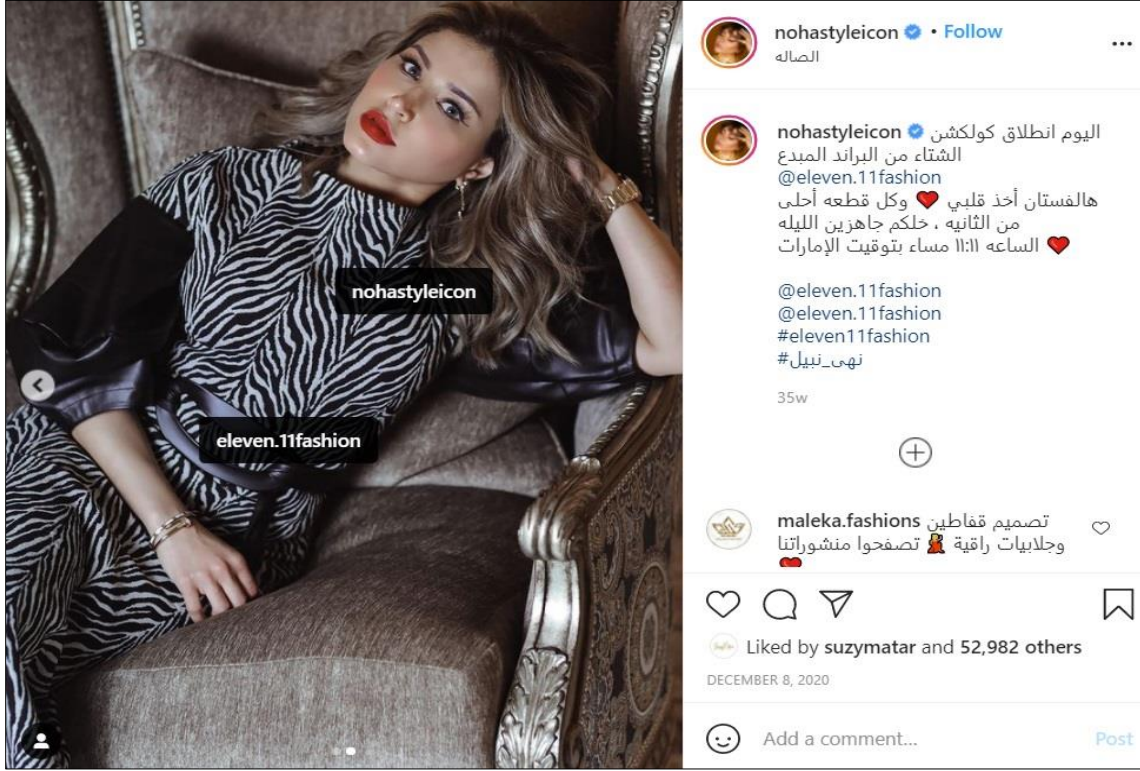 nohastyleicon
eleven.11fashion
nohastyleicon • Follow
الصاله
nohastyleicon اليوم انطلاق كولكشن
الشتاء من البراند المبدع
@eleven.11fashion
هالفستان أخذ قلبي ❤️ وكل قطعه أحلى
من الثانيه ، خلكم جاهزين الليله
الساعه ١١:١١ مساء بتوقيت الإمارات ❤️
@eleven.11fashion
@eleven.11fashion
#eleven11fashion
#نهى_نبيل
35w
maleka.fashions تصميم قفاطين
وجلابيات راقية 💃 تصفحوا منشوراتنا
❤️
Liked by suzymatar and 52,982 others
DECEMBER 8, 2020
Add a comment...
Post